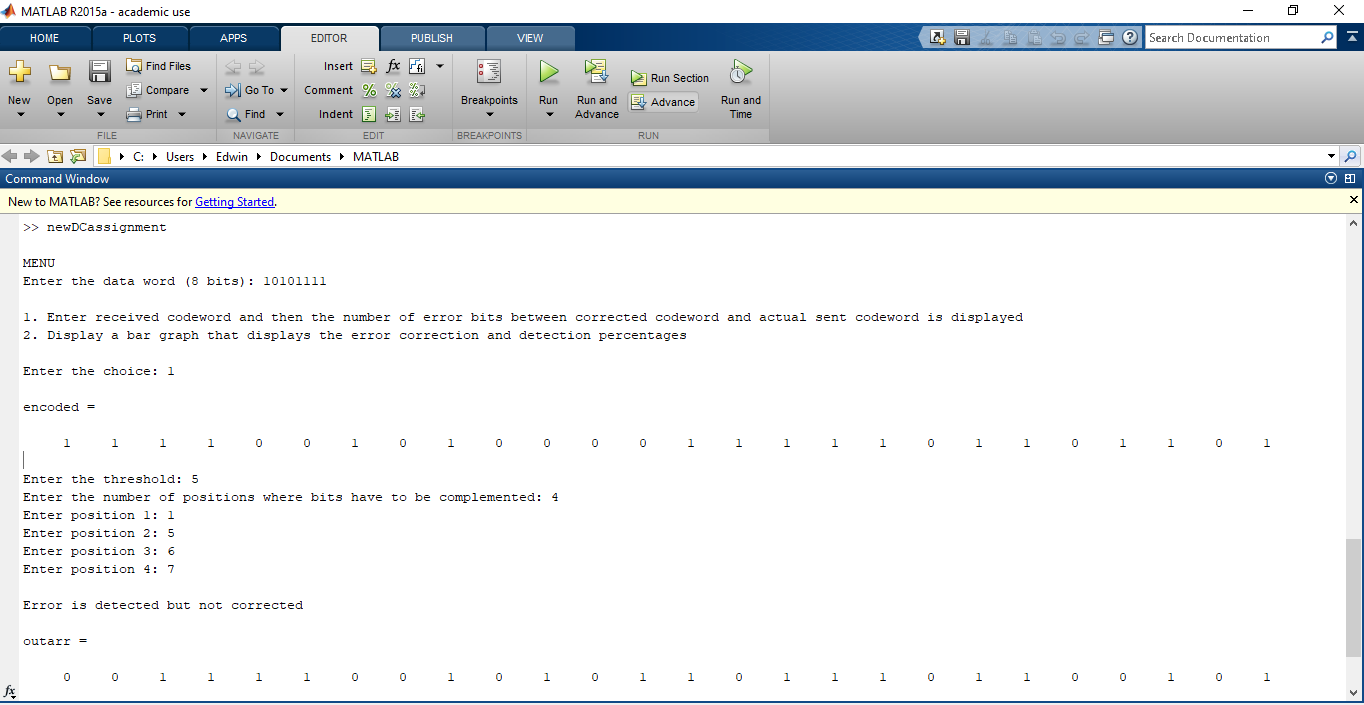 MATLAB R2015a - academic use
HOME PLOTS APPS EDITOR PUBLISH VIEW Search Documentation
New Open Save Find Files Compare Print Go To Find Insert fx fi Comment % % % Indent Breakpoints Run Run and Advance Run Section Advance Run and Time
FILE NAVIGATE EDIT BREAKPOINTS RUN
C: Users Edwin Documents MATLAB
Command Window
New to MATLAB? See resources for Getting Started.
>> newDCassignment
MENU
Enter the data word (8 bits): 10101111
1. Enter received codeword and then the number of error bits between corrected codeword and actual sent codeword is displayed
2. Display a bar graph that displays the error correction and detection percentages
Enter the choice: 1
encoded =
1 1 1 1 0 0 1 0 1 0 0 0 0 1 1 1 1 1 0 1 1 0 1 1 0 1
Enter the threshold: 5
Enter the number of positions where bits have to be complemented: 4
Enter position 1: 1
Enter position 2: 5
Enter position 3: 6
Enter position 4: 7
Error is detected but not corrected
outarr =
0 0 1 1 1 1 0 0 1 0 1 0 1 1 0 1 1 1 0 1 1 0 0 1 0 1
fx